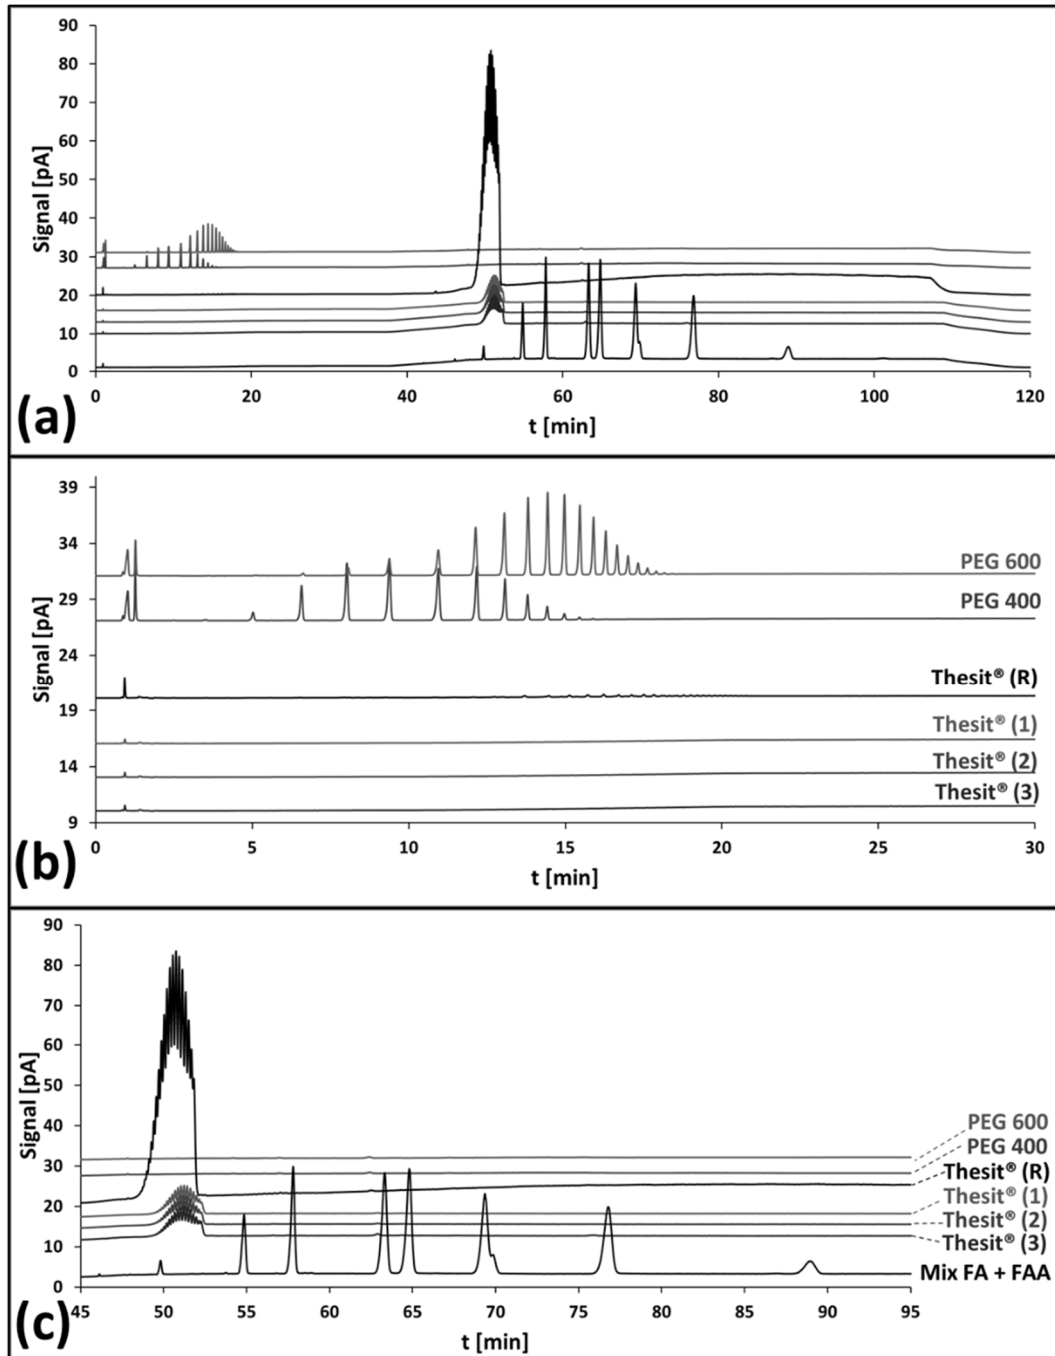 90
80
70
60
50
40
30
20
10
0
Signal [pA]
0 20 40 60 80 100 120
t [min]
(a)
39
34
29
24
19
14
9
Signal [pA]
PEG 600
PEG 400
Thesit® (R)
Thesit® (1)
Thesit® (2)
Thesit® (3)
0 5 10 15 20 25 30
t [min]
(b)
90
80
70
60
50
40
30
20
10
0
Signal [pA]
PEG 600
PEG 400
Thesit® (R)
Thesit® (1)
Thesit® (2)
Thesit® (3)
Mix FA + FAA
45 50 55 60 65 70 75 80 85 90 95
t [min]
(c)